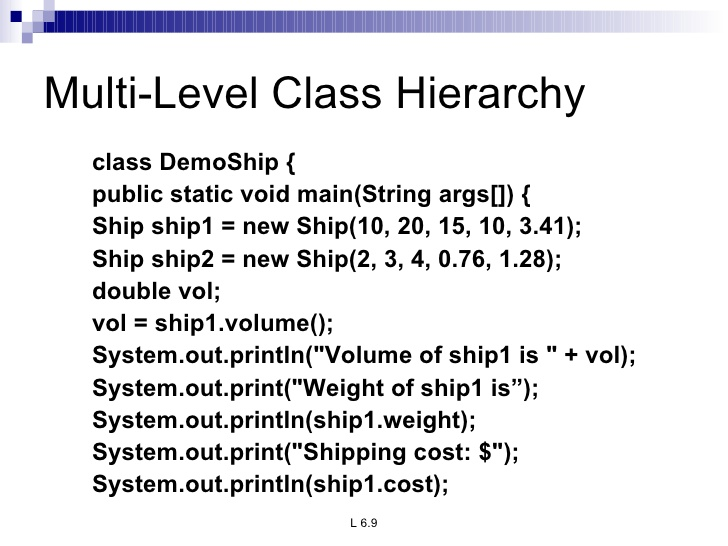 Multi-Level Class Hierarchy
class DemoShip {
public static void main(String args[]) {
Ship ship1 = new Ship(10, 20, 15, 10, 3.41);
Ship ship2 = new Ship(2, 3, 4, 0.76, 1.28);
double vol;
vol = ship1.volume();
System.out.println("Volume of ship1 is " + vol);
System.out.print("Weight of ship1 is”);
System.out.println(ship1.weight);
System.out.print("Shipping cost: $");
System.out.println(ship1.cost);
L 6.9